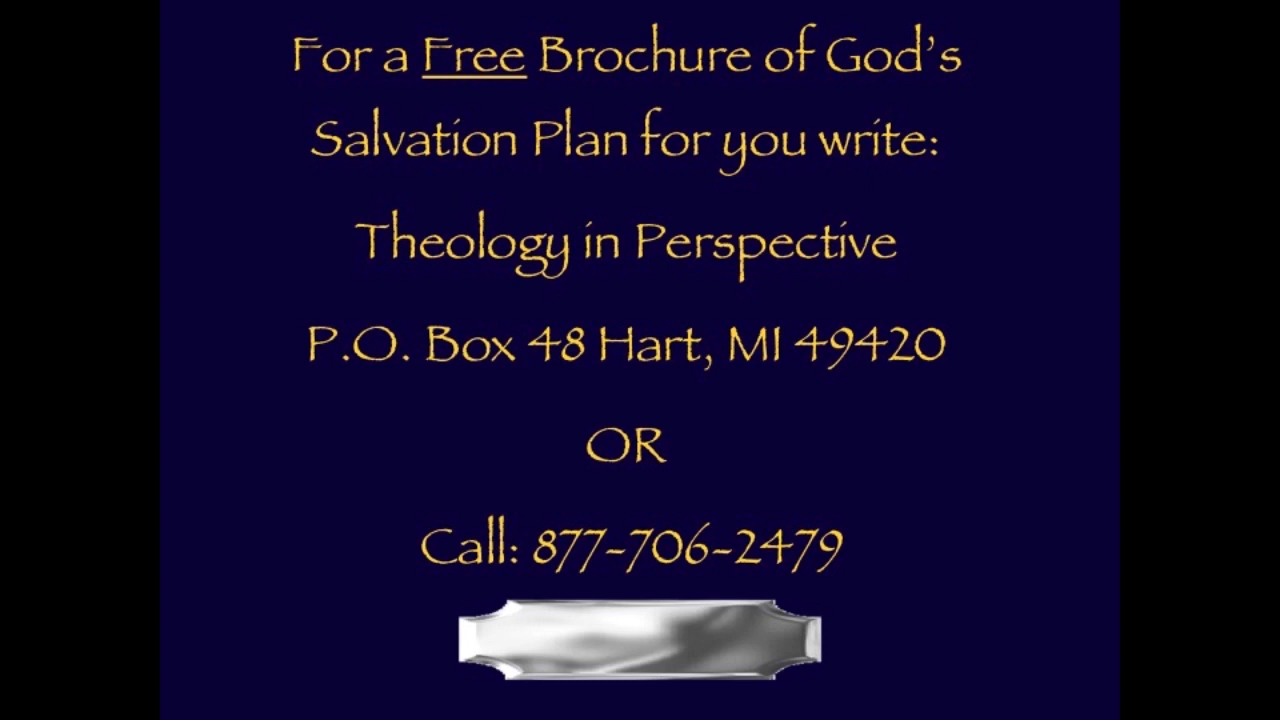 For a Free Brochure of God's
Salvation Plan for you write:
Theology in Perspective
P.O. Box 48 Hart, MI 49420
OR
Call: 877-706-2479